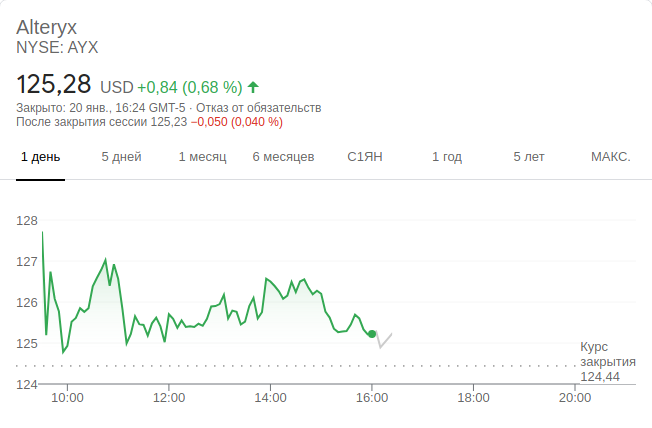 Alteryx
NYSE: AYX
125,28 USD +0,84 (0,68 %)
Закрыто: 20 янв., 16:24 GMT-5 · Отказ от обязательств
После закрытия сессии 125,23 −0,050 (0,040 %)
1 день 5 дней 1 месяц 6 месяцев С1ЯН 1 год 5 лет МАКС.
128
127
126
125
Курс
закрытия
124,44
124
10:00 12:00 14:00 16:00 18:00 20:00